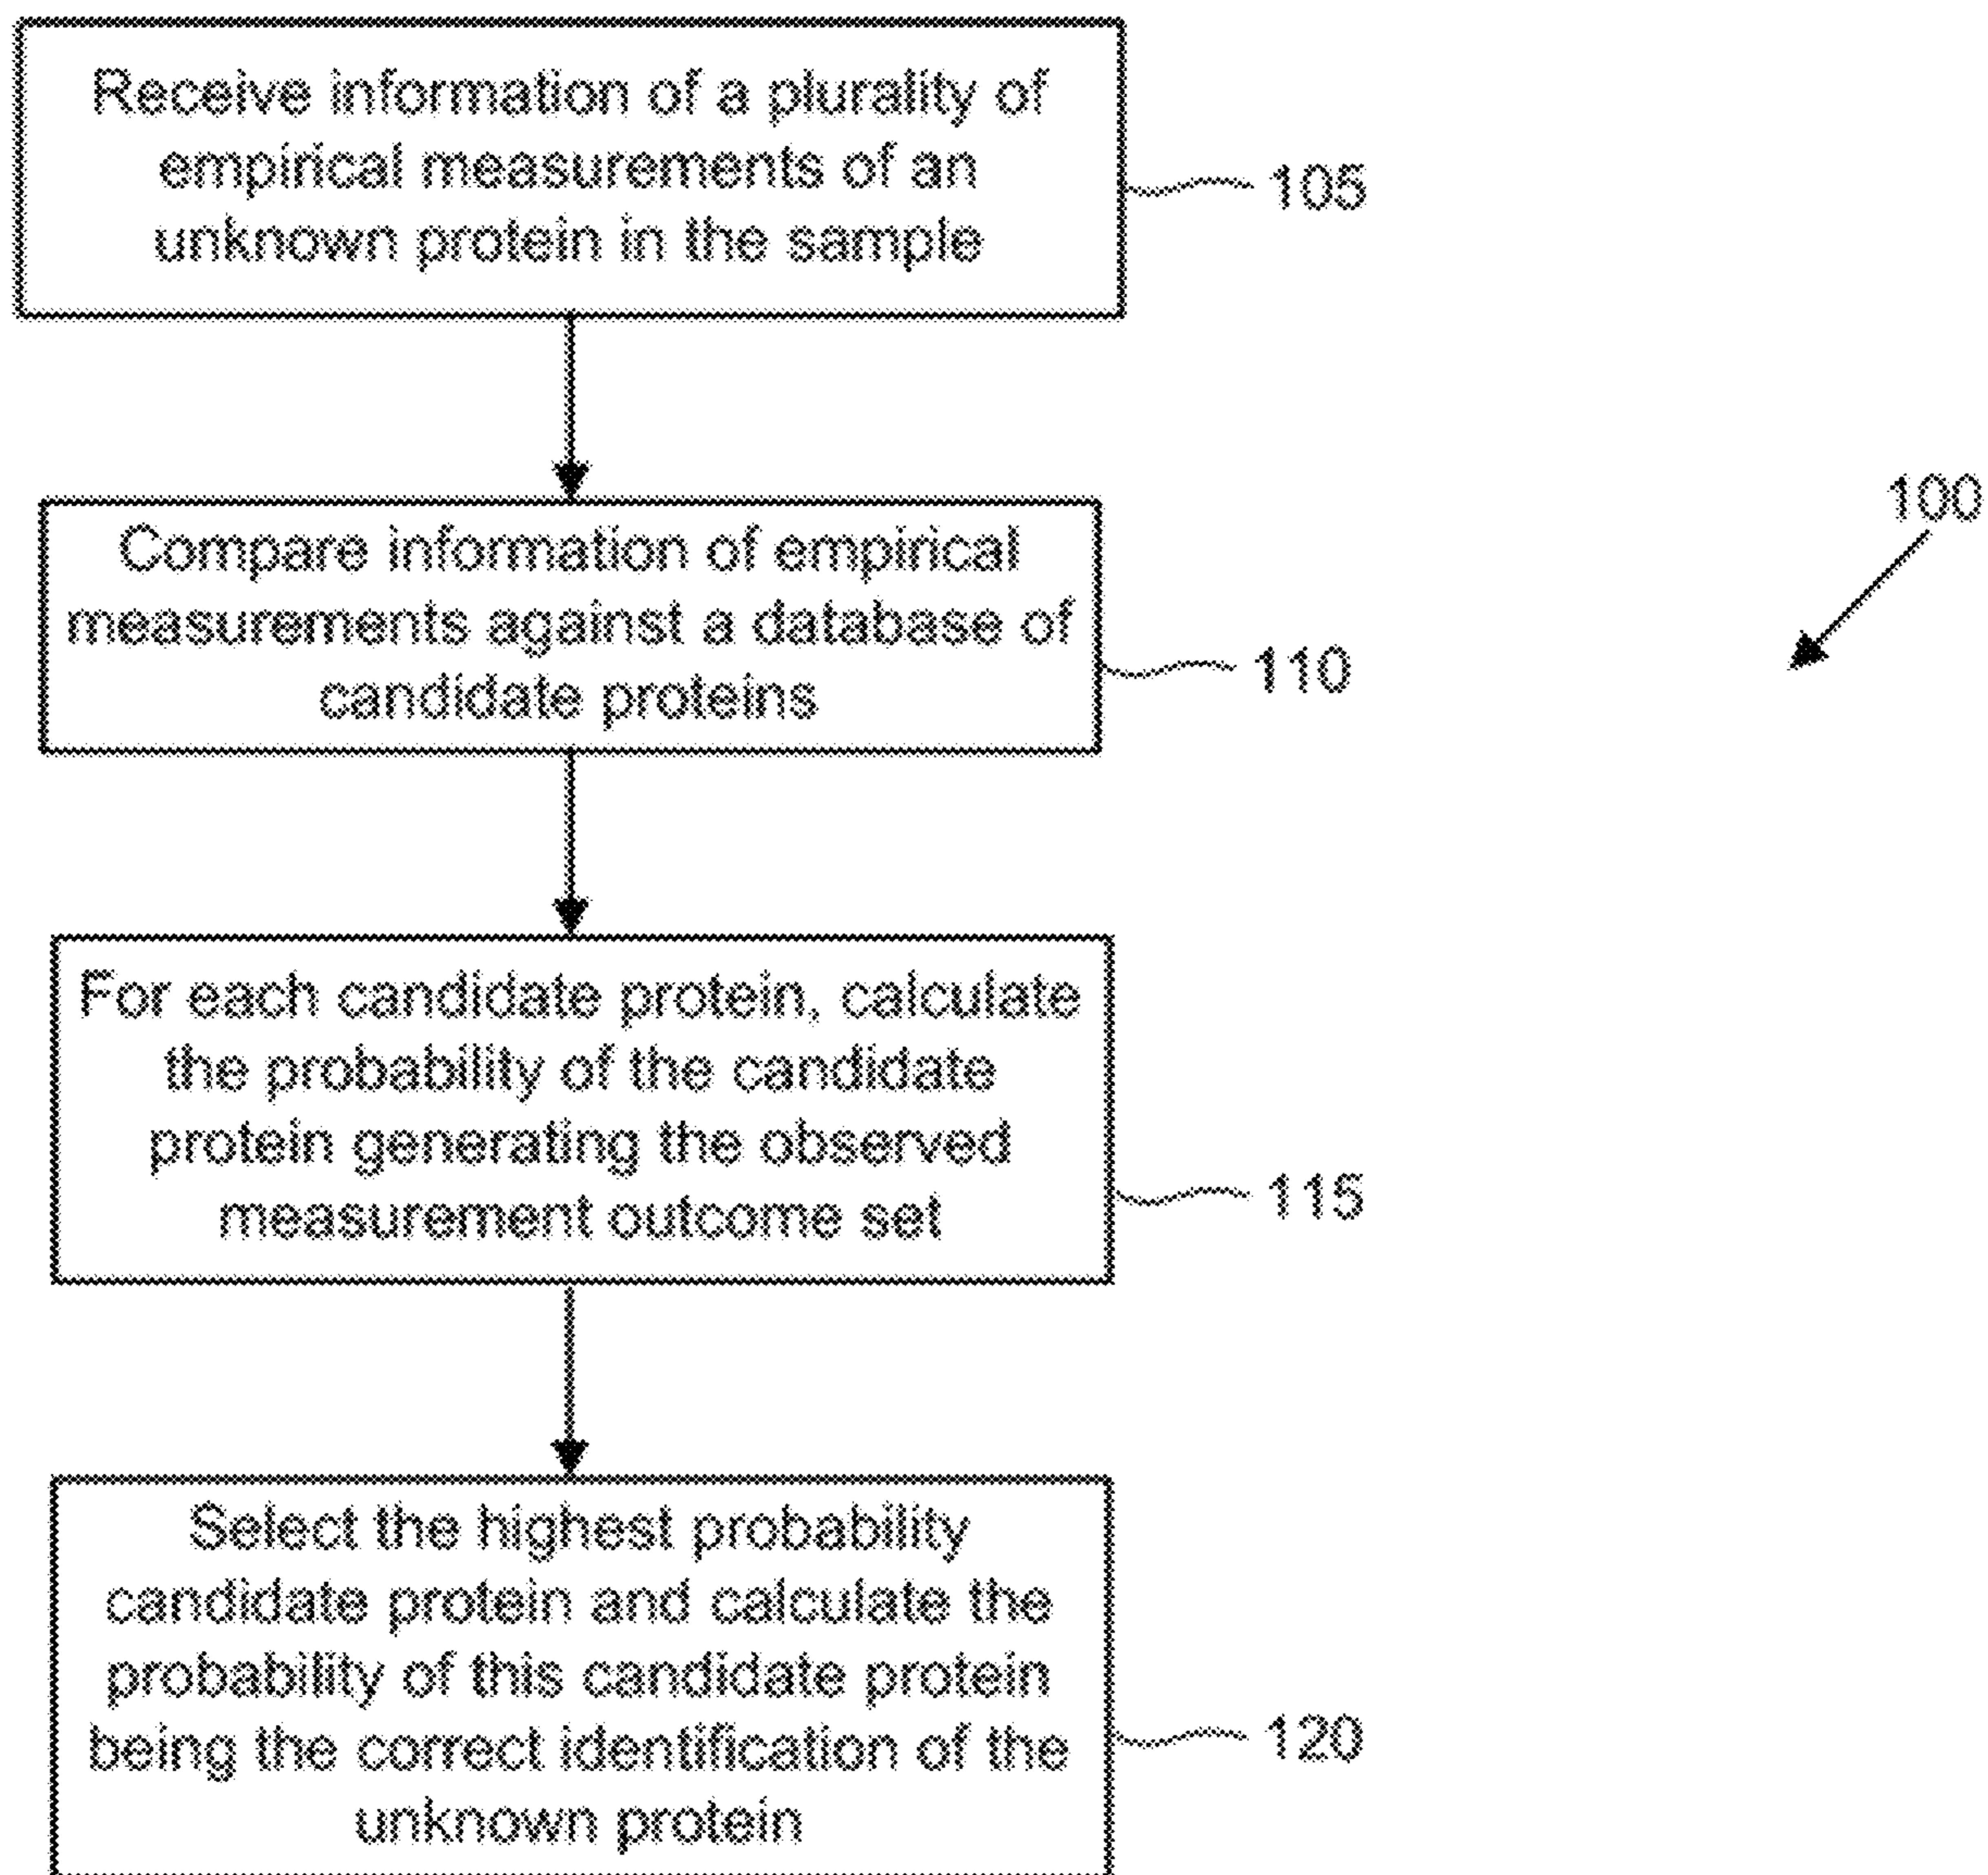 Receive information of a plurality of
empirical measurements of an
unknown protein in the sample
105
100
Compare information of empirical
measurements against a database of
candidate proteins
110
For each candidate protein, calculate
the probability of the candidate
protein generating the observed
measurement outcome set
115
Select the highest probability
candidate protein and calculate the
probability of this candidate protein
being the correct identification of the
unknown protein
120